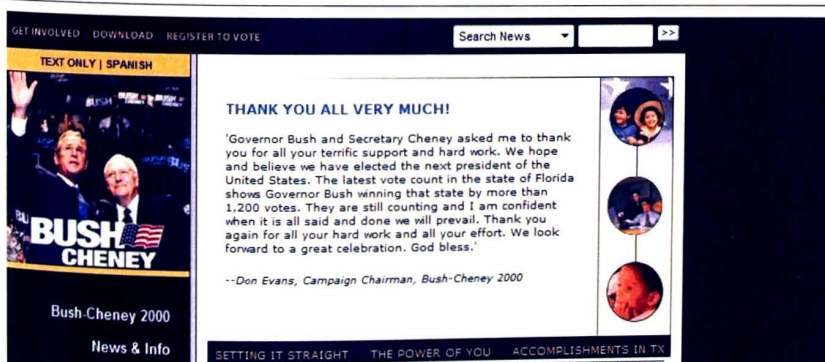 GET INVOLVED DOWNLOAD REGISTER TO VOTE
Search News >>
TEXT ONLY | SPANISH
BUSH
CHENEY
Bush-Cheney 2000
News & Info
THANK YOU ALL VERY MUCH!
'Governor Bush and Secretary Cheney asked me to thank
you for all your terrific support and hard work. We hope
and believe we have elected the next president of the
United States. The latest vote count in the state of Florida
shows Governor Bush winning that state by more than
1,200 votes. They are still counting and I am confident
when it is all said and done we will prevail. Thank you
again for all your hard work and all your effort. We look
forward to a great celebration. God bless.'
--Don Evans, Campaign Chairman, Bush-Cheney 2000
SETTING IT STRAIGHT THE POWER OF YOU ACCOMPLISHMENTS IN TX